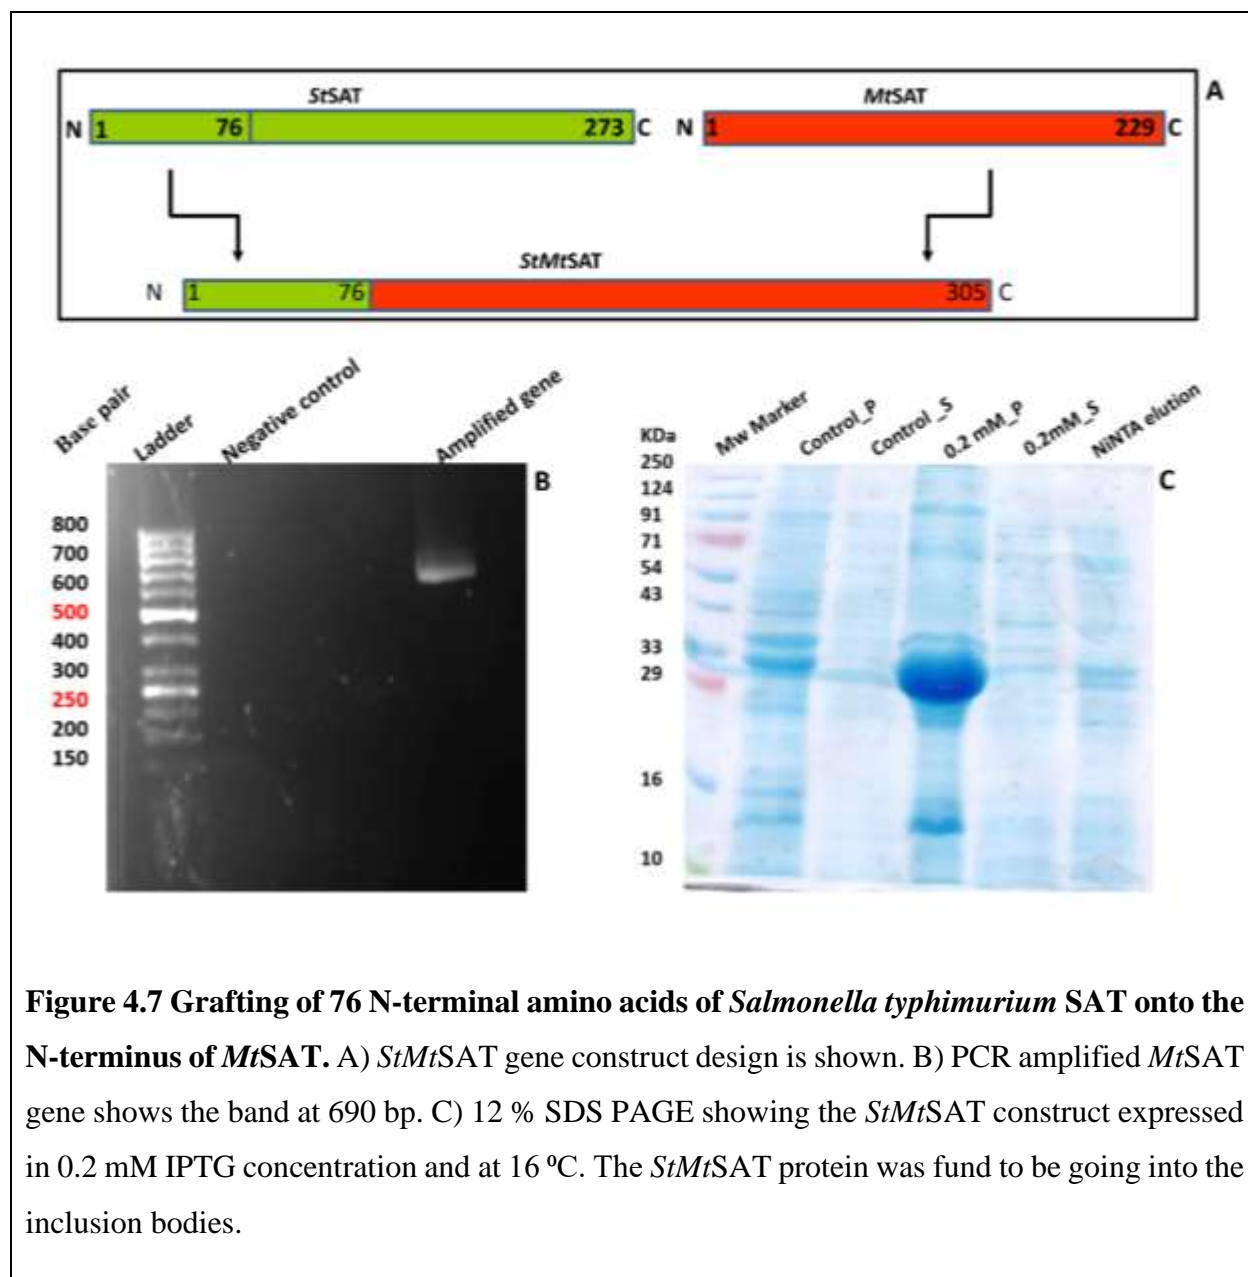 A
StSAT
MtSAT
N 1 76 273 C N 1 229 C
StMtSAT
N 1 76 305 C
Base pair
Ladder
Negative control
Amplified gene
B
800
700
600
500
400
300
250
200
150
KDa
Mw Marker
Control_P
Control_S
0.2 mM_P
0.2mM_S
NiNTA elution
C
250
124
91
71
54
43
33
29
16
10
Figure 4.7 Grafting of 76 N-terminal amino acids of Salmonella typhimurium SAT onto the
N-terminus of MtSAT. A) StMtSAT gene construct design is shown. B) PCR amplified MtSAT
gene shows the band at 690 bp. C) 12 % SDS PAGE showing the StMtSAT construct expressed
in 0.2 mM IPTG concentration and at 16 ⁰C. The StMtSAT protein was fund to be going into the
inclusion bodies.